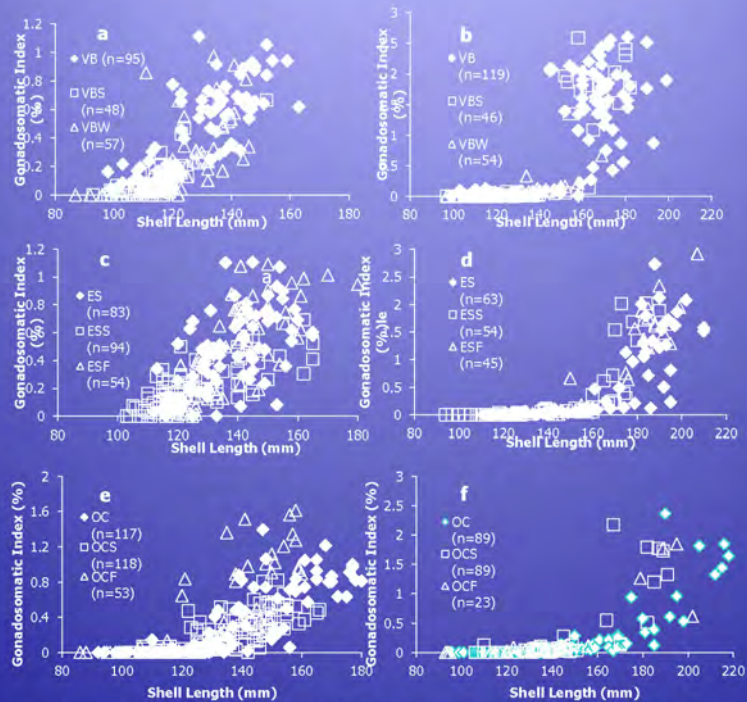 a
VB (n=95)
VBS
(n=48)
VBW
(n=57)
Gonadosomatic Index
(%)
1.2
1
0.8
0.6
0.4
0.2
0
80 100 120 140 160 180
Shell Length (mm)
b
VB
(n=119)
VBS
(n=46)
VBW
(n=54)
Gonadosomatic Index
(%)
3
2.5
2
1.5
1
0.5
0
80 100 120 140 160 180 200 220
Shell Length (mm)
c
a
ES
(n=83)
ESS
(n=94)
ESF
(n=54)
Gonadosomatic Index
(%)
1.2
1
0.8
0.6
0.4
0.2
0
80 100 120 140 160 180
Shell Length (mm)
d
ES
(n=63)
ESS
(n=54)
ESF
(n=45)
Gonadosomatic Index
(%)le
3
2.5
2
1.5
1
0.5
0
80 100 120 140 160 180 200 220
Shell Length (mm)
e
OC
(n=117)
OCS
(n=118)
OCF
(n=53)
Gonadosomatic Index (%)
2
1.6
1.2
0.8
0.4
0
80 100 120 140 160 180
Shell Length (mm)
f
OC
(n=89)
OCS
(n=89)
OCF
(n=23)
Gonadosomatic Index (%)
3
2.5
2
1.5
1
0.5
0
80 100 120 140 160 180 200 220
Shell Length (mm)